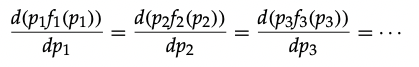 d(p₁f₁(p₁))/dp₁ = d(p₂f₂(p₂))/dp₂ = d(p₃f₃(p₃))/dp₃ = ⋯